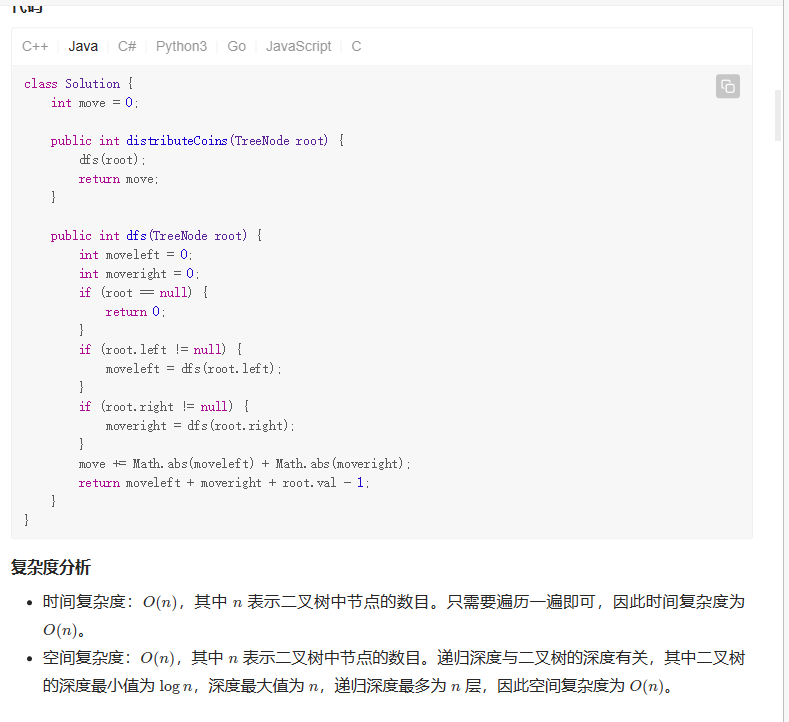 代码
C++ Java C# Python3 Go JavaScript C
class Solution {
    int move = 0;
    public int distributeCoins(TreeNode root) {
        dfs(root);
        return move;
    }
    public int dfs(TreeNode root) {
        int moveleft = 0;
        int moveright = 0;
        if (root == null) {
            return 0;
        }
        if (root.left != null) {
            moveleft = dfs(root.left);
        }
        if (root.right != null) {
            moveright = dfs(root.right);
        }
        move += Math.abs(moveleft) + Math.abs(moveright);
        return moveleft + moveright + root.val - 1;
    }
}
复杂度分析
• 时间复杂度：O(n)，其中 n 表示二叉树中节点的数目。只需要遍历一遍即可，因此时间复杂度为
O(n)。
• 空间复杂度：O(n)，其中 n 表示二叉树中节点的数目。递归深度与二叉树的深度有关，其中二叉树
的深度最小值为 log n，深度最大值为 n，递归深度最多为 n 层，因此空间复杂度为 O(n)。